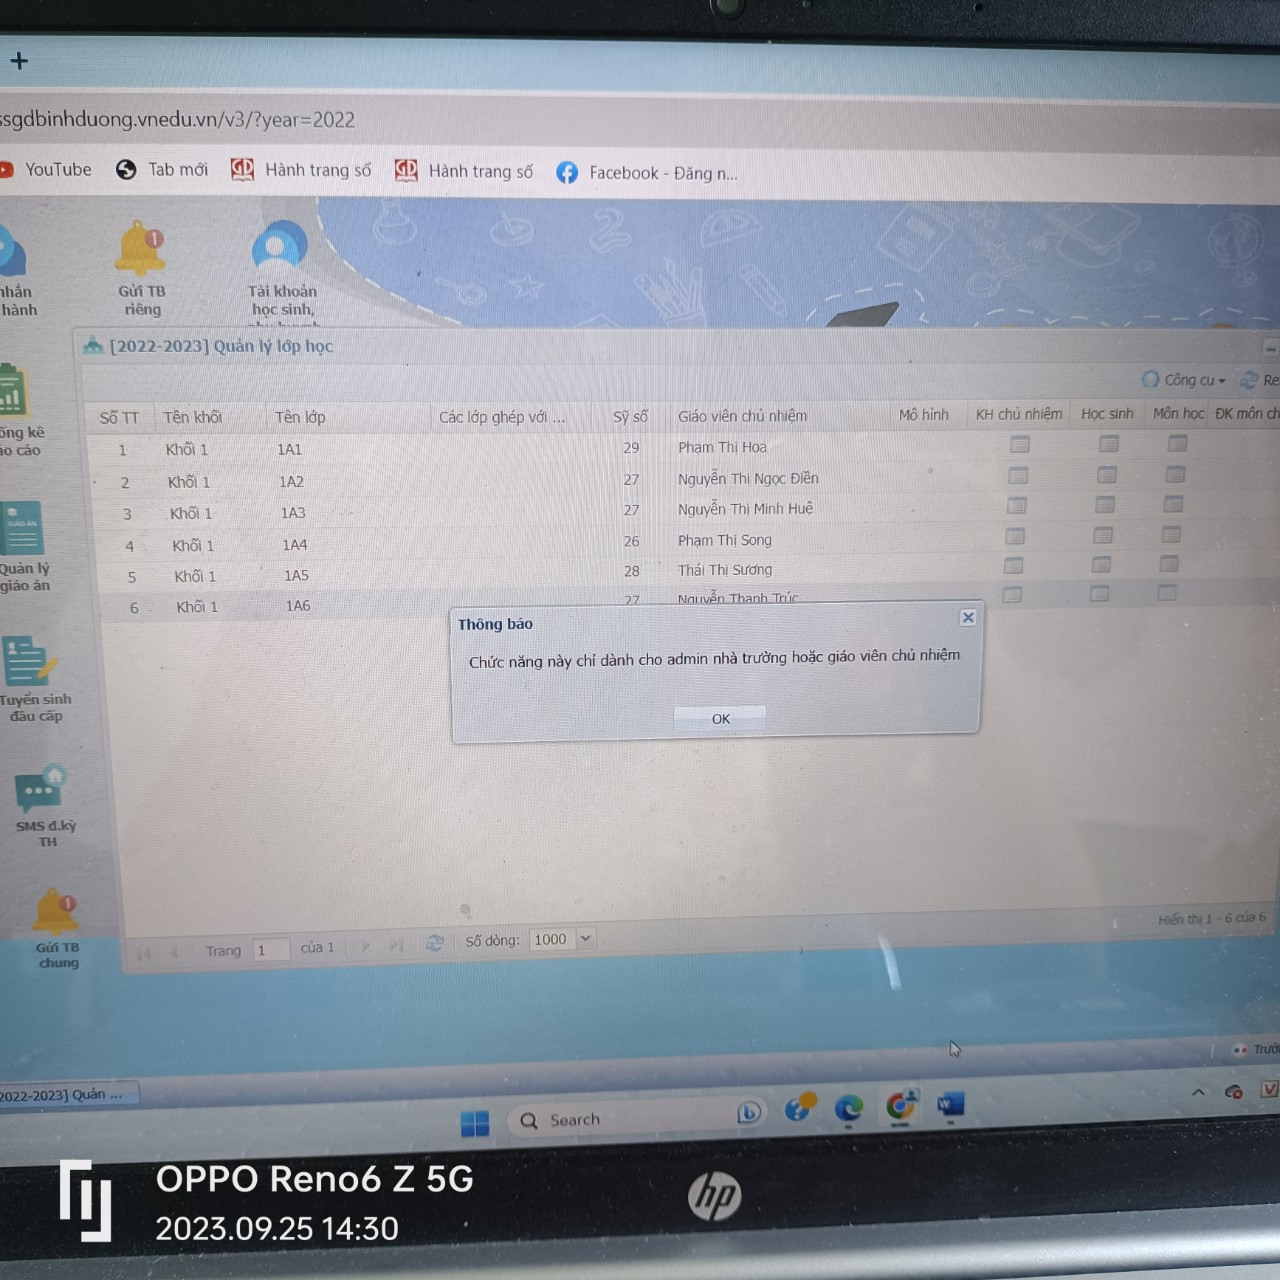 +
ssgdbinhduong.vnedu.vn/v3/?year=2022
YouTube Tab mới Hành trang số Hành trang số Facebook - Đăng n...
nhắn
hành
Gửi TB
riêng
Tài khoản
học sinh,
[2022-2023] Quản lý lớp học
Công cụ
Số TT Tên khối Tên lớp Các lớp ghép với ... Sỹ số Giáo viên chủ nhiệm Mô hình KH chủ nhiệm Học sinh Môn học ĐK môn ch
1 Khối 1 1A1 29 Phạm Thị Hoa
2 Khối 1 1A2 27 Nguyễn Thị Ngọc Điền
3 Khối 1 1A3 27 Nguyễn Thị Minh Huệ
4 Khối 1 1A4 26 Phạm Thị Song
5 Khối 1 1A5 28 Thái Thị Sương
6 Khối 1 1A6 27 Nguyễn Thanh Trúc
Thông báo
Chức năng này chỉ dành cho admin nhà trường hoặc giáo viên chủ nhiệm
OK
ống kê
áo cáo
GIÁO ÁN
Quản lý
giáo án
Tuyển sinh
đầu cấp
SMS đ.ký
TH
Gửi TB
chung
Trang 1 của 1 Số dòng: 1000
Hiển thị 1 - 6 của 6
Trườ
2022-2023] Quản ...
Search
hp
OPPO Reno6 Z 5G
2023.09.25 14:30